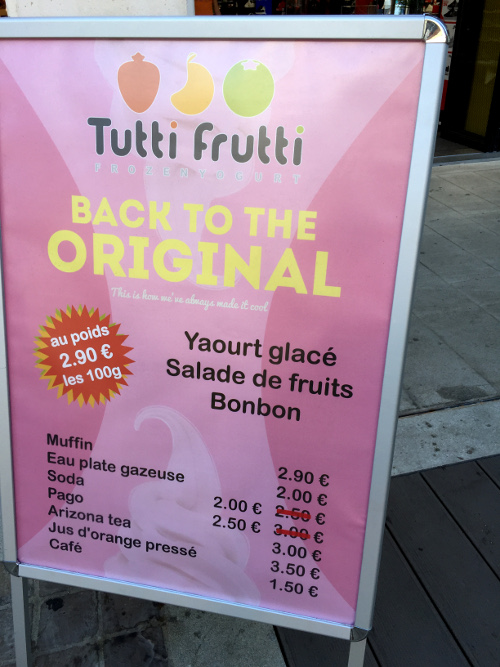 Tutti Frutti
FROZEN YOGURT
BACK TO THE
ORIGINAL
This is how we've always made it cool
au poids
2.90 €
les 100g
Yaourt glacé
Salade de fruits
Bonbon
Muffin 2.90 €
Eau plate gazeuse 2.00 €
Soda 2.00 € 2.50 €
Pago 2.50 € 3.00 €
Arizona tea 3.00 €
Jus d'orange pressé 3.50 €
Café 1.50 €